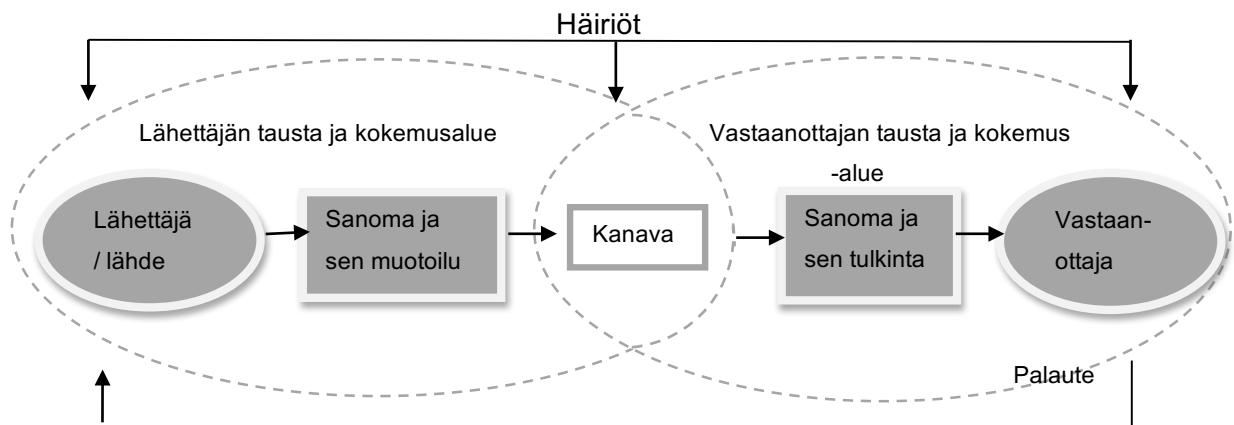 Häiriöt
Lähettäjän tausta ja kokemusalue
Vastaanottajan tausta ja kokemus
-alue
Lähettäjä
/ lähde
Sanoma ja
sen muotoilu
Kanava
Sanoma ja
sen tulkinta
Vastaan-
ottaja
Palaute